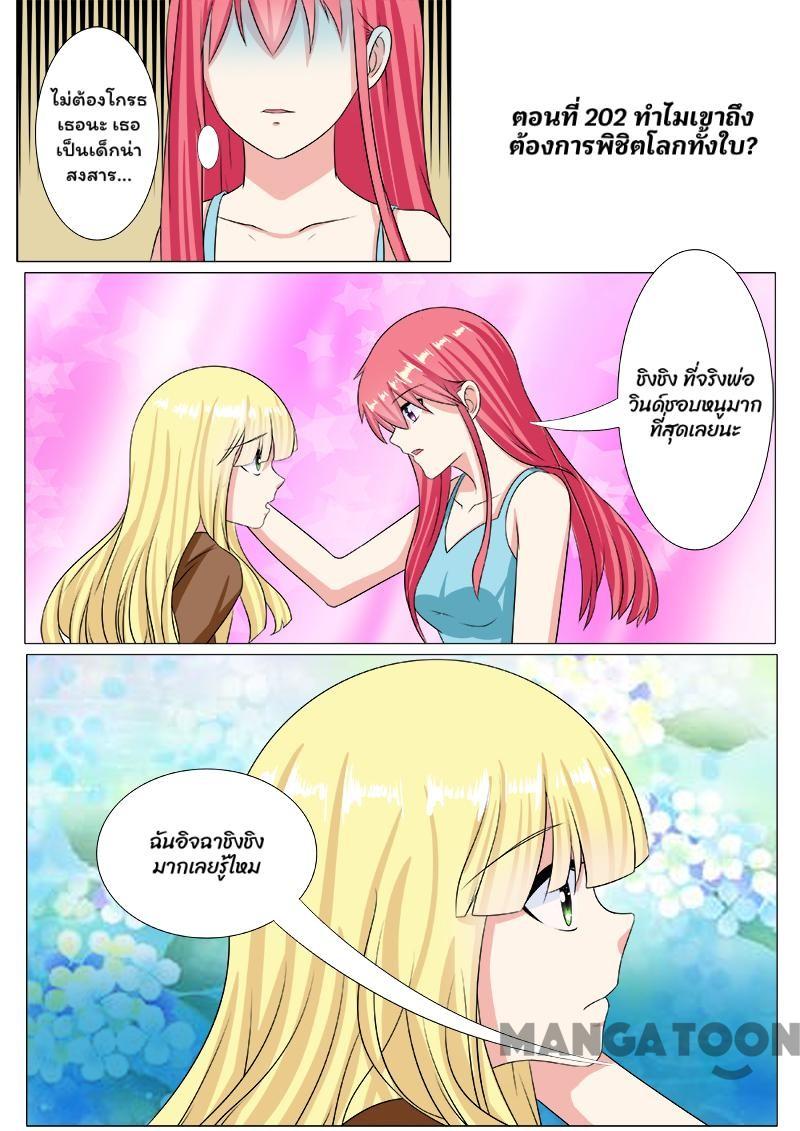 ไม่ต้องโกรธ
เธอนะ เธอ
เป็นเด็กน่า
สงสาร...
ตอนที่ 202 ทำไมเขาถึง
ต้องการพิชิตโลกทั้งใบ?
ชิงชิง ที่จริงพ่อ
วินด์ชอบหนูมาก
ที่สุดเลยนะ
ฉันอิจฉาชิงชิง
มากเลยรู้ไหม
MANGATOON